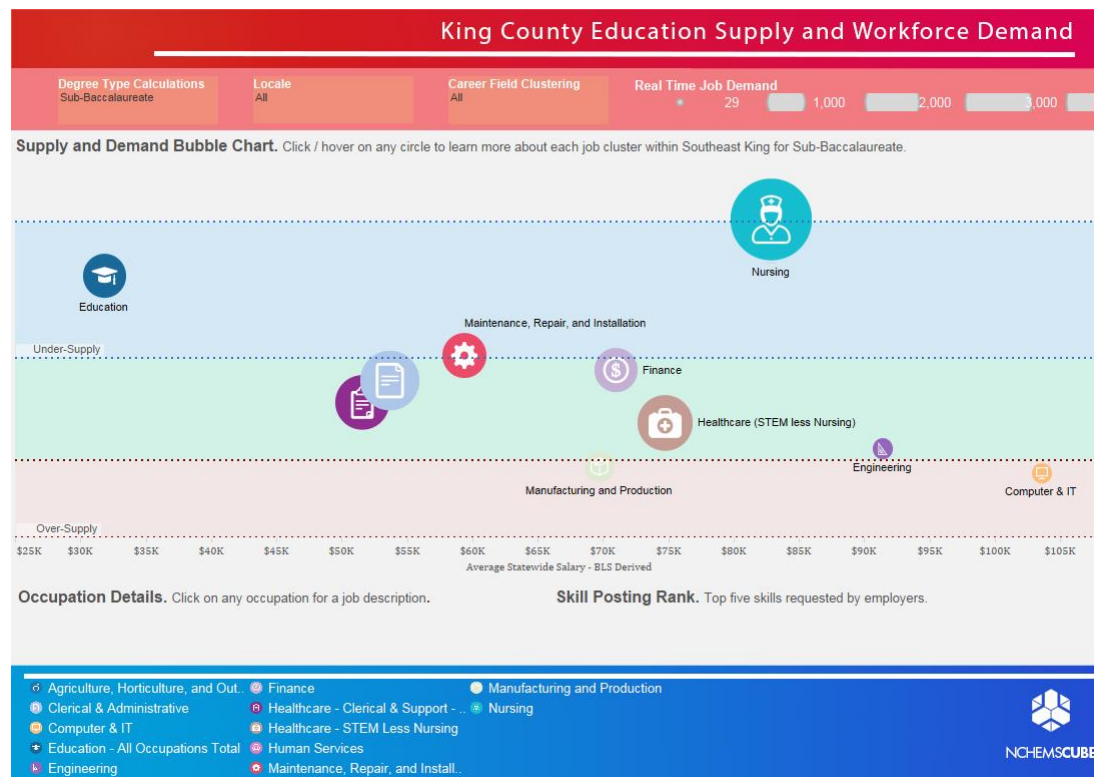 King County Education Supply and Workforce Demand
Degree Type Calculations
Sub-Baccalaureate
Locale
All
Career Field Clustering
All
Real Time Job Demand
29 1,000 2,000 3,000
Supply and Demand Bubble Chart. Click / hover on any circle to learn more about each job cluster within Southeast King for Sub-Baccalaureate.
Nursing
Education
Maintenance, Repair, and Installation
Under-Supply
Finance
Healthcare (STEM less Nursing)
Engineering
Manufacturing and Production
Computer & IT
Over-Supply
$25K $30K $35K $40K $45K $50K $55K $60K $65K $70K $75K $80K $85K $90K $95K $100K $105K
Average Statewide Salary - BLS Derived
Occupation Details. Click on any occupation for a job description.
Skill Posting Rank. Top five skills requested by employers.
Agriculture, Horticulture, and Out..
Clerical & Administrative
Computer & IT
Education - All Occupations Total
Engineering
Finance
Healthcare - Clerical & Support - ..
Healthcare - STEM Less Nursing
Human Services
Maintenance, Repair, and Install..
Manufacturing and Production
Nursing
NCHEMSCUBE